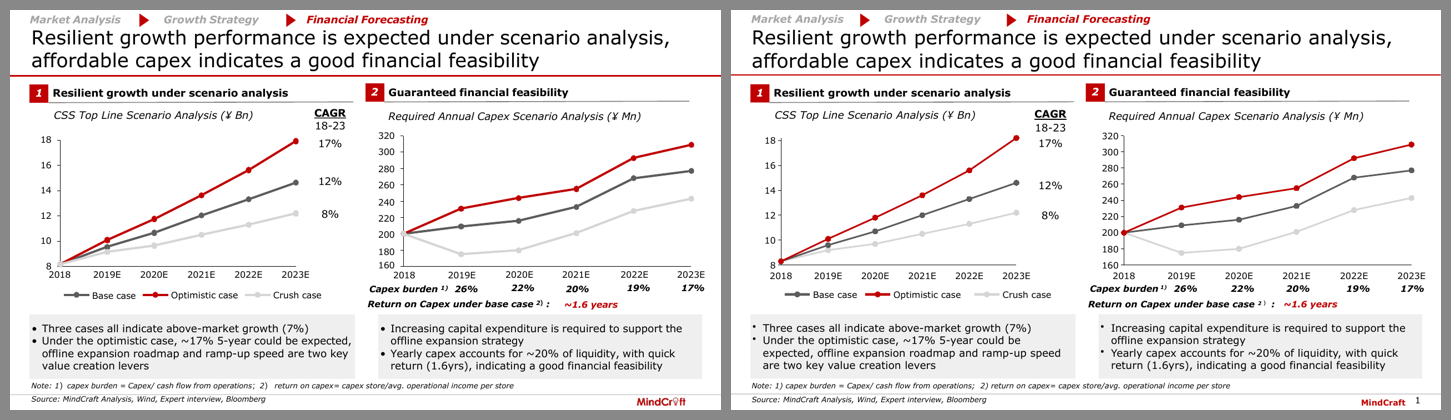 Market Analysis Growth Strategy Financial Forecasting
Resilient growth performance is expected under scenario analysis,
affordable capex indicates a good financial feasibility
1 Resilient growth under scenario analysis
CSS Top Line Scenario Analysis (¥ Bn)
CAGR
18-23
18
16
14
12
10
8
17%
12%
8%
2018 2019E 2020E 2021E 2022E 2023E
Base case Optimistic case Crush case
2 Guaranteed financial feasibility
Required Annual Capex Scenario Analysis (¥ Mn)
320
300
280
260
240
220
200
180
160
2018 2019E 2020E 2021E 2022E 2023E
Capex burden 1) 26% 22% 20% 19% 17%
Return on Capex under base case 2) : ~1.6 years
• Three cases all indicate above-market growth (7%)
• Under the optimistic case, ~17% 5-year could be expected,
offline expansion roadmap and ramp-up speed are two key
value creation levers
• Increasing capital expenditure is required to support the
offline expansion strategy
• Yearly capex accounts for ~20% of liquidity, with quick
return (1.6yrs), indicating a good financial feasibility
Note: 1) capex burden = Capex/ cash flow from operations; 2) return on capex= capex store/avg. operational income per store
Source: MindCraft Analysis, Wind, Expert interview, Bloomberg
MindCraft
Market Analysis Growth Strategy Financial Forecasting
Resilient growth performance is expected under scenario analysis,
affordable capex indicates a good financial feasibility
1 Resilient growth under scenario analysis
CSS Top Line Scenario Analysis (¥ Bn)
CAGR
18-23
18
16
14
12
10
8
17%
12%
8%
2018 2019E 2020E 2021E 2022E 2023E
Base case Optimistic case Crush case
2 Guaranteed financial feasibility
Required Annual Capex Scenario Analysis (¥ Mn)
320
300
280
260
240
220
200
180
160
2018 2019E 2020E 2021E 2022E 2023E
Capex burden 1) 26% 22% 20% 19% 17%
Return on Capex under base case 2) : ~1.6 years
• Three cases all indicate above-market growth (7%)
• Under the optimistic case, ~17% 5-year could be
expected, offline expansion roadmap and ramp-up speed
are two key value creation levers
• Increasing capital expenditure is required to support the
offline expansion strategy
• Yearly capex accounts for ~20% of liquidity, with quick
return (1.6yrs), indicating a good financial feasibility
Note: 1) capex burden = Capex/ cash flow from operations; 2) return on capex= capex store/avg. operational income per store
Source: MindCraft Analysis, Wind, Expert interview, Bloomberg
MindCraft 1